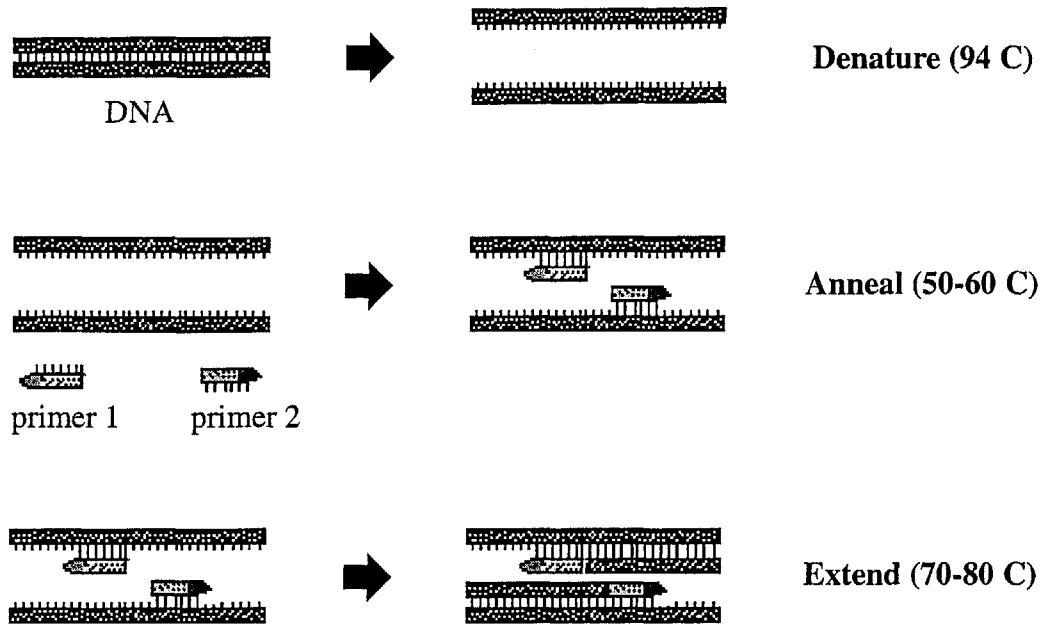 Denature (94 C)
DNA
Anneal (50-60 C)
primer 1
primer 2
Extend (70-80 C)